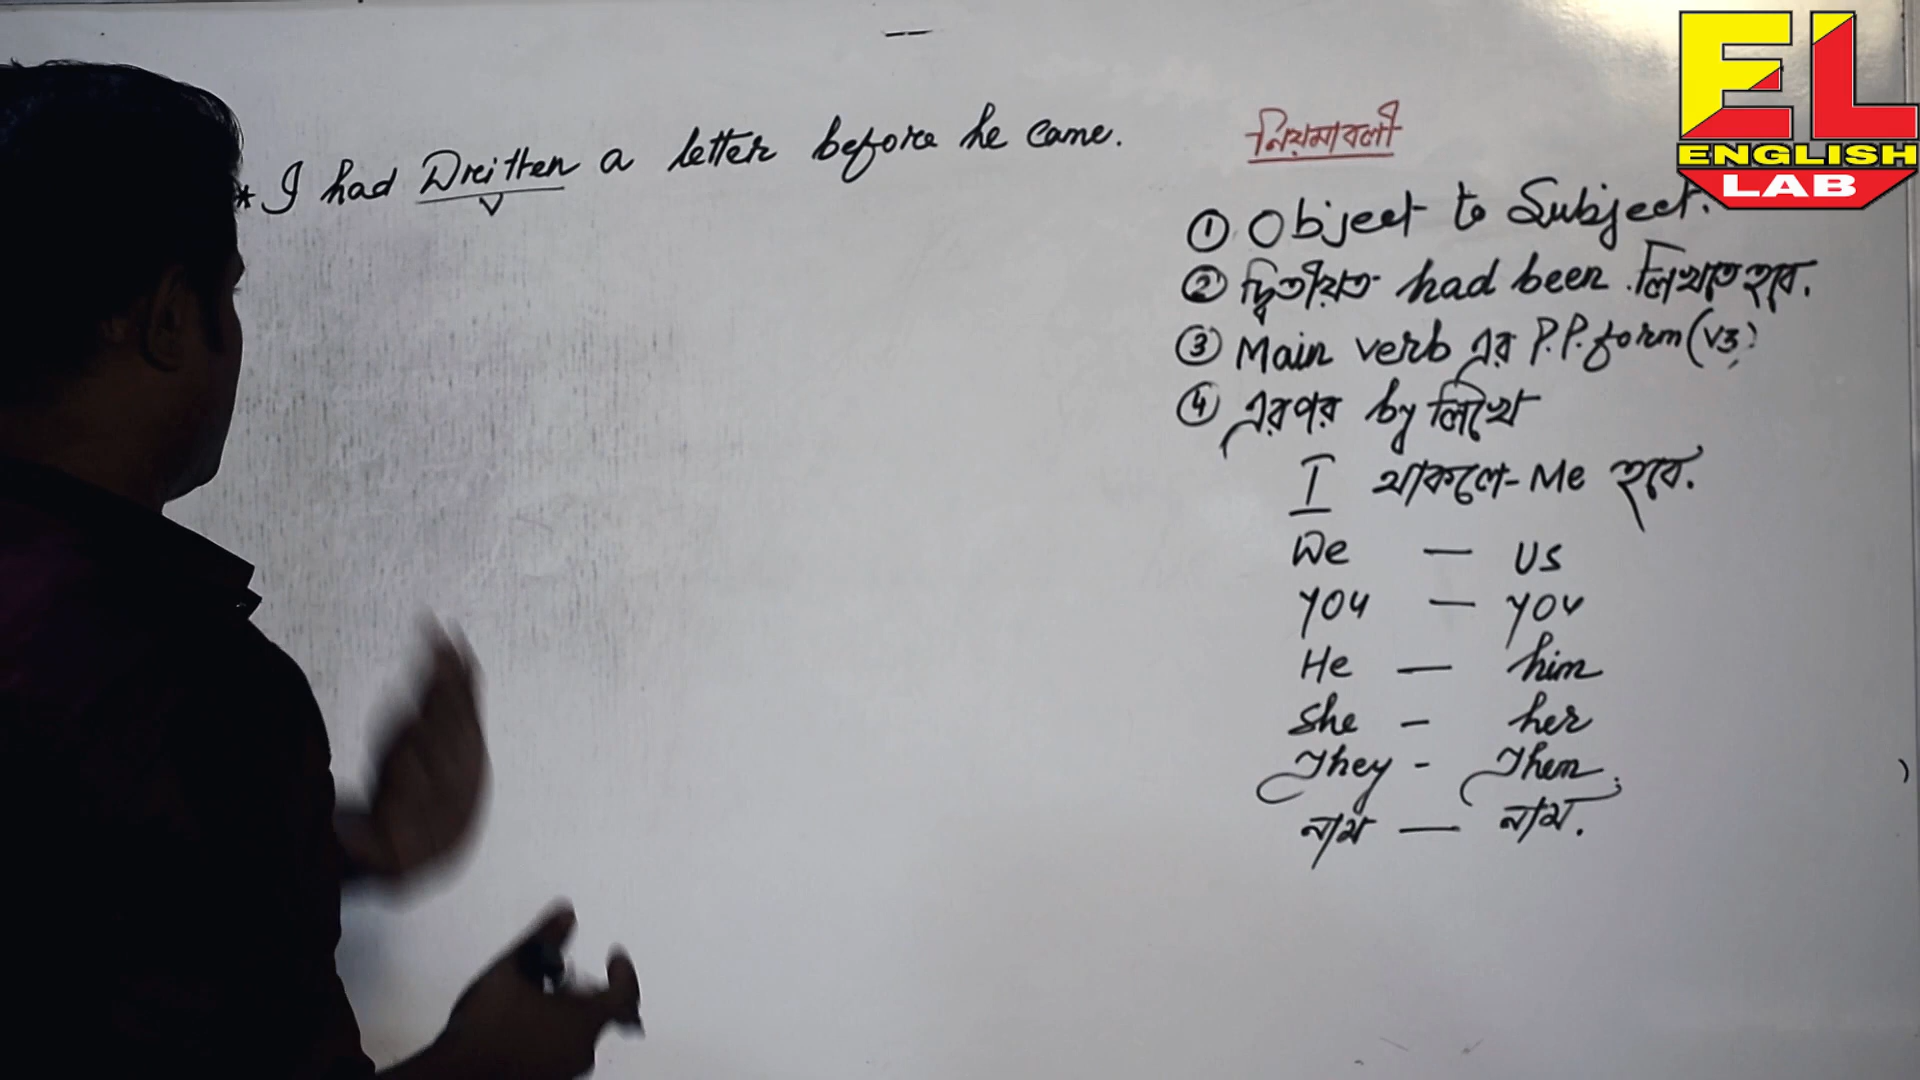 * I had Written a letter before he came.
নিয়মাবলী
① Object to Subject.
② দ্বিতীয়ত had been লিখতে হবে.
③ Main verb এর P.P. form (V3)
④ এরপর by লিখে
I থাকলে - Me হবে.
We — Us
You — You
He — him
She — her
They - Them
নাম — নাম.
EL
ENGLISH
LAB